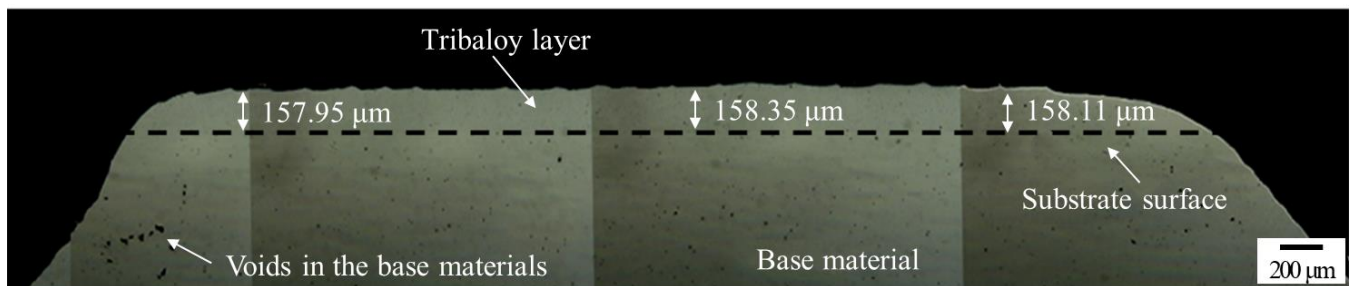 Tribaloy layer
157.95 μm
158.35 μm
158.11 μm
Substrate surface
Voids in the base materials
Base material
200 μm